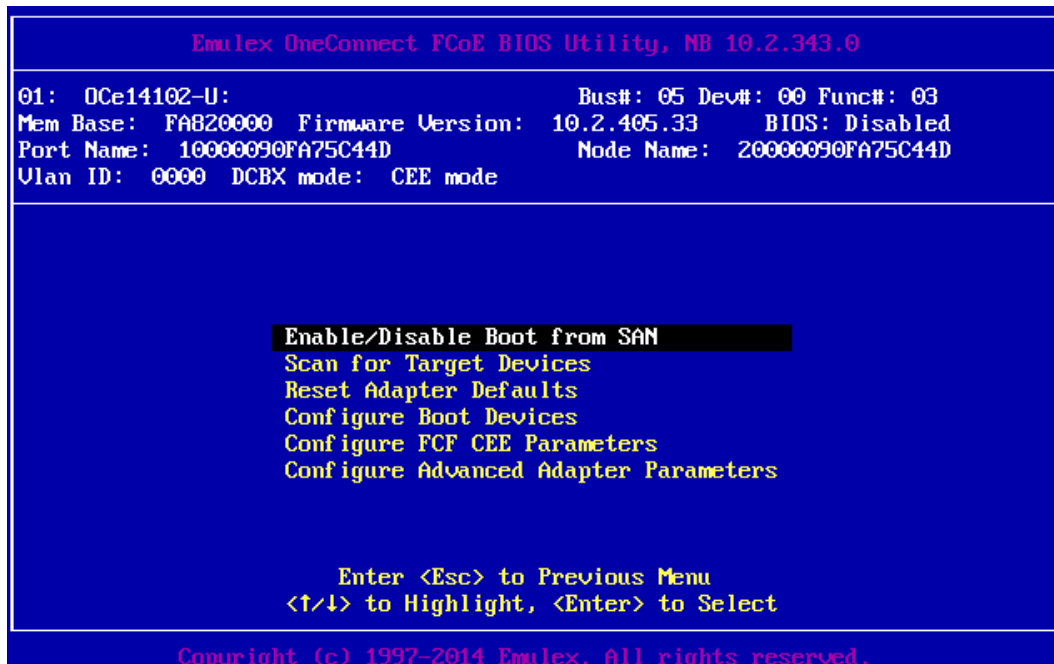 Emulex OneConnect FCoE BIOS Utility, NB 10.2.343.0
01: OCe14102-U: Bus#: 05 Dev#: 00 Func#: 03
Mem Base: FA820000 Firmware Version: 10.2.405.33 BIOS: Disabled
Port Name: 10000090FA75C44D Node Name: 20000090FA75C44D
Vlan ID: 0000 DCBX mode: CEE mode
Enable/Disable Boot from SAN
Scan for Target Devices
Reset Adapter Defaults
Configure Boot Devices
Configure FCF CEE Parameters
Configure Advanced Adapter Parameters
Enter <Esc> to Previous Menu
<↑/↓> to Highlight, <Enter> to Select
Copyright (c) 1997-2014 Emulex. All rights reserved.